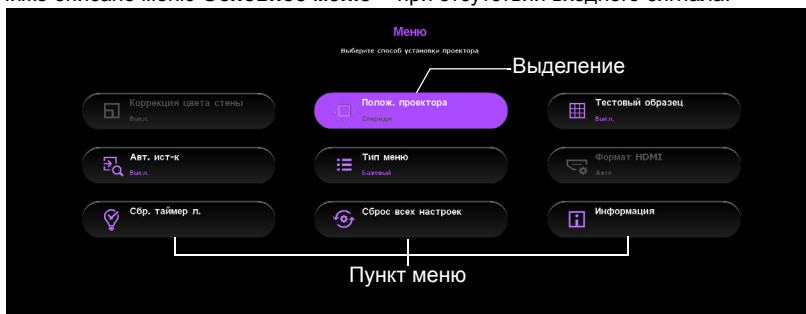 Меню
Выберите способ установки проектора
Выделение
Коррекция цвета стены
Выкл.
Полож. проектора
Спереди
Тестовый образец
Выкл.
Авт. ист-к
Выкл.
Тип меню
Базовый
Формат HDMI
Авто
Сбр. таймер л.
Сброс всех настроек
Информация
Пункт меню